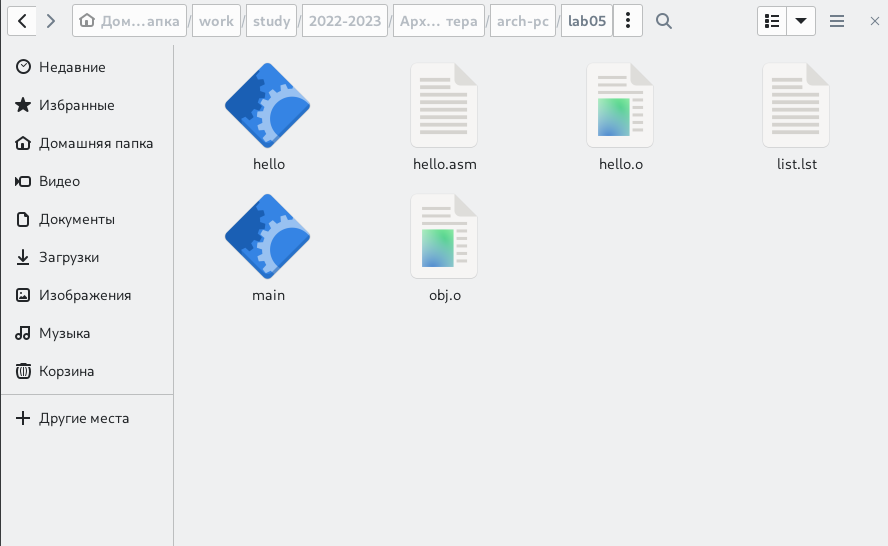 Дом…апка / work / study / 2022-2023 / Арх… тера / arch-pc / lab05
Недавние
Избранные
Домашняя папка
Видео
Документы
Загрузки
Изображения
Музыка
Корзина
Другие места
hello hello.asm hello.o list.lst
main obj.o